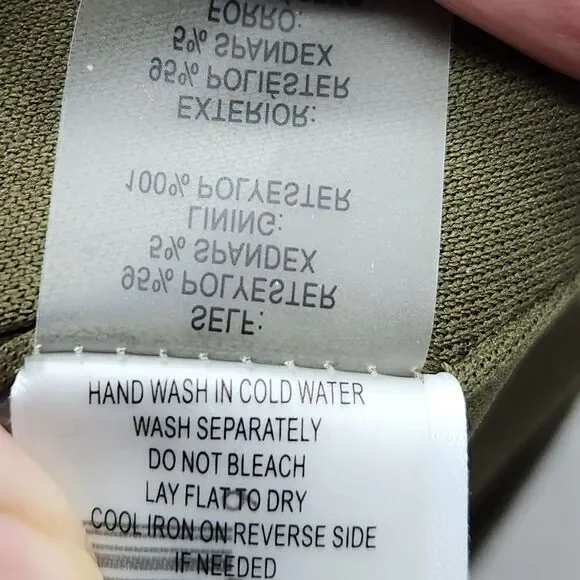 SELF:
95% POLYESTER
5% SPANDEX
LINING:
100% POLYESTER
EXTERIOR:
95% POLIÉSTER
5% SPANDEX
FORRO:
HAND WASH IN COLD WATER
WASH SEPARATELY
DO NOT BLEACH
LAY FLAT TO DRY
COOL IRON ON REVERSE SIDE
IF NEEDED